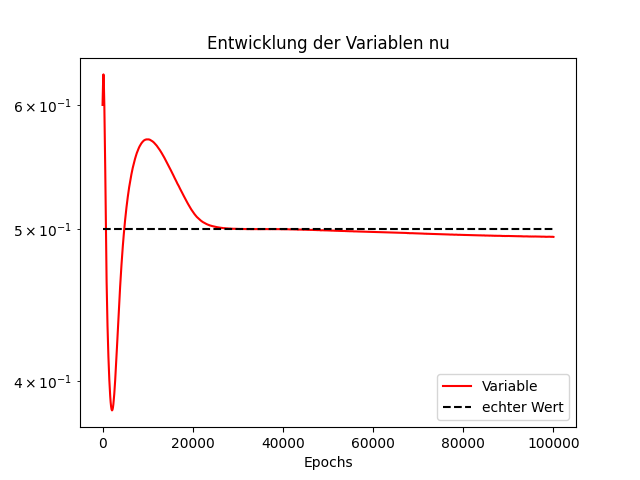 Entwicklung der Variablen nu
6 × 10⁻¹
5 × 10⁻¹
4 × 10⁻¹
Variable
echter Wert
0 20000 40000 60000 80000 100000
Epochs